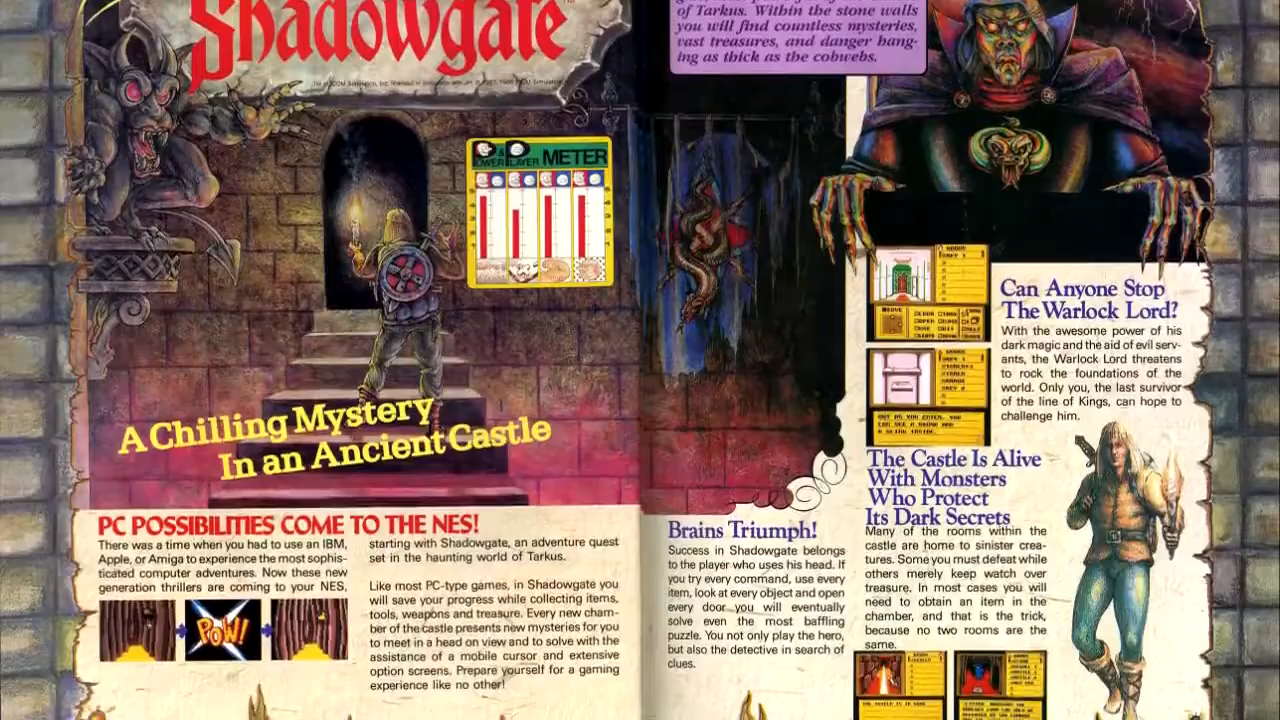 Shadowgate
of Tarkus. Within the stone walls
you will find countless mysteries,
vast treasures, and danger hang-
ing as thick as the cobwebs.
POWER PLAYER METER
A Chilling Mystery
In an Ancient Castle
PC POSSIBILITIES COME TO THE NES!
There was a time when you had to use an IBM,
Apple, or Amiga to experience the most sophis-
ticated computer adventures. Now these new
generation thrillers are coming to your NES,
POW!
starting with Shadowgate, an adventure quest
set in the haunting world of Tarkus.
Like most PC-type games, in Shadowgate you
will save your progress while collecting items,
tools, weapons and treasure. Every new cham-
ber of the castle presents new mysteries for you
to meet in a head on view and to solve with the
assistance of a mobile cursor and extensive
option screens. Prepare yourself for a gaming
experience like no other!
Brains Triumph!
Success in Shadowgate belongs
to the player who uses his head. If
you try every command, use every
item, look at every object and open
every door you will eventually
solve even the most baffling
puzzle. You not only play the hero,
but also the detective in search of
clues.
Can Anyone Stop
The Warlock Lord?
With the awesome power of his
dark magic and the aid of evil serv-
ants, the Warlock Lord threatens
to rock the foundations of the
world. Only you, the last survivor
of the line of Kings, can hope to
challenge him.
The Castle Is Alive
With Monsters
Who Protect
Its Dark Secrets
Many of the rooms within the
castle are home to sinister crea-
tures. Some you must defeat while
others merely keep watch over
treasure. In most cases you will
need to obtain an item in the
chamber, and that is the trick,
because no two rooms are the
same.